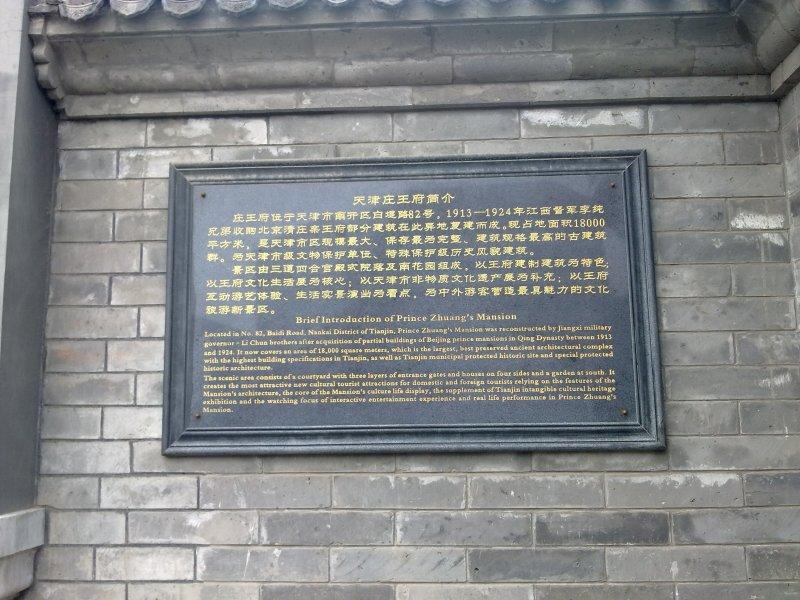 天津庄王府简介
庄王府位于天津市南开区白堤路82号，1913—1924年江西督军李纯
兄弟收购北京清庄亲王府部分建筑在此异地复建而成。现占地面积18000
平方米，是天津市区规模最大、保存最为完整、建筑规格最高的古建筑
群。为天津市级文物保护单位、特殊保护级历史风貌建筑。
景区由三道四合官殿式院落及南花园组成，以王府建制建筑为特色；
以王府文化生活展为核心；以天津市非物质文化遗产展为补充；以王府
互动游艺体验、生活实景演出为看点，为中外游客营造最具魅力的文化
旅游新景区。
Brief Introduction of Prince Zhuang's Mansion
Located in No. 82, Baidi Road, Nankai District of Tianjin, Prince Zhuang's Mansion was reconstructed by Jiangxi military
governor - Li Chun brothers after acquisition of partial buildings of Beijing prince mansions in Qing Dynasty between 1913
and 1924. It now covers an area of 18,000 square meters, which is the largest, best preserved ancient architectural complex
with the highest building specifications in Tianjin, as well as Tianjin municipal protected historic site and special protected
historic architecture.
The scenic area consists of a courtyard with three layers of entrance gates and houses on four sides and a garden at south. It
creates the most attractive new cultural tourist attractions for domestic and foreign tourists relying on the features of the
Mansion's architecture, the core of the Mansion's culture life display, the supplement of Tianjin intangible cultural heritage
exhibition and the watching focus of interactive entertainment experience and real life performance in Prince Zhuang's
Mansion.